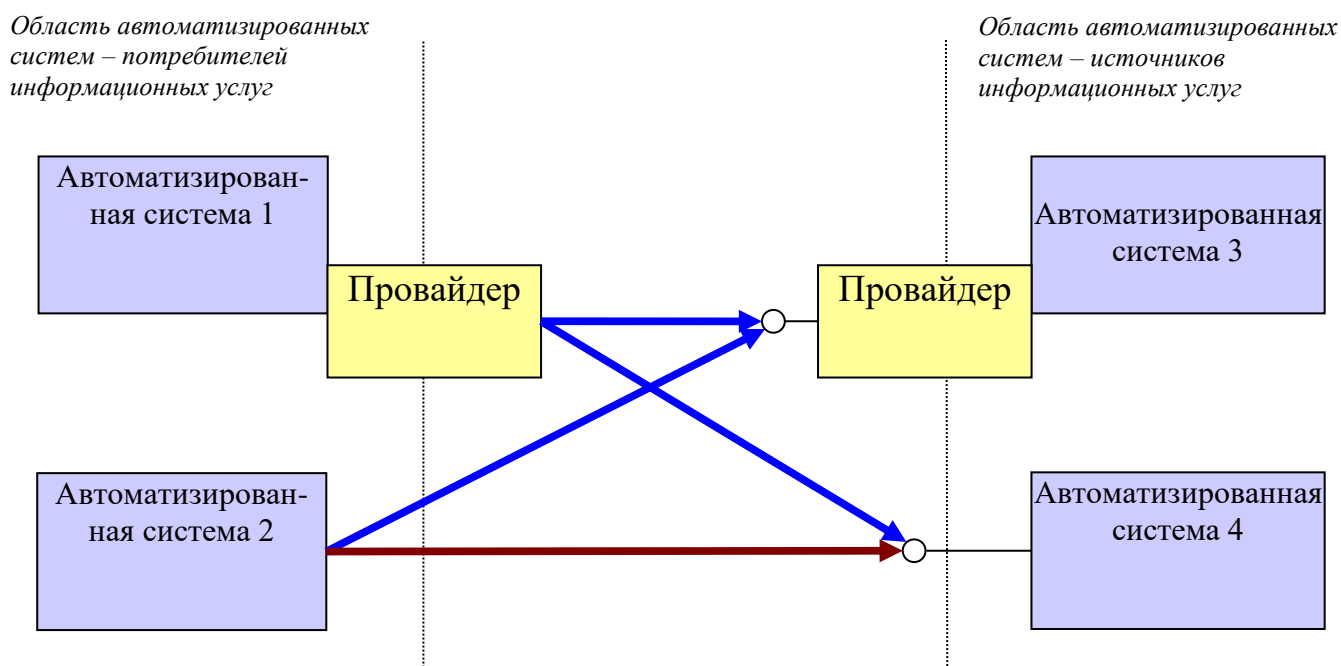 Область автоматизированных
систем – потребителей
информационных услуг
Область автоматизированных
систем – источников
информационных услуг
Автоматизирован-
ная система 1
Автоматизированная
система 3
Провайдер
Провайдер
Автоматизирован-
ная система 2
Автоматизированная
система 4